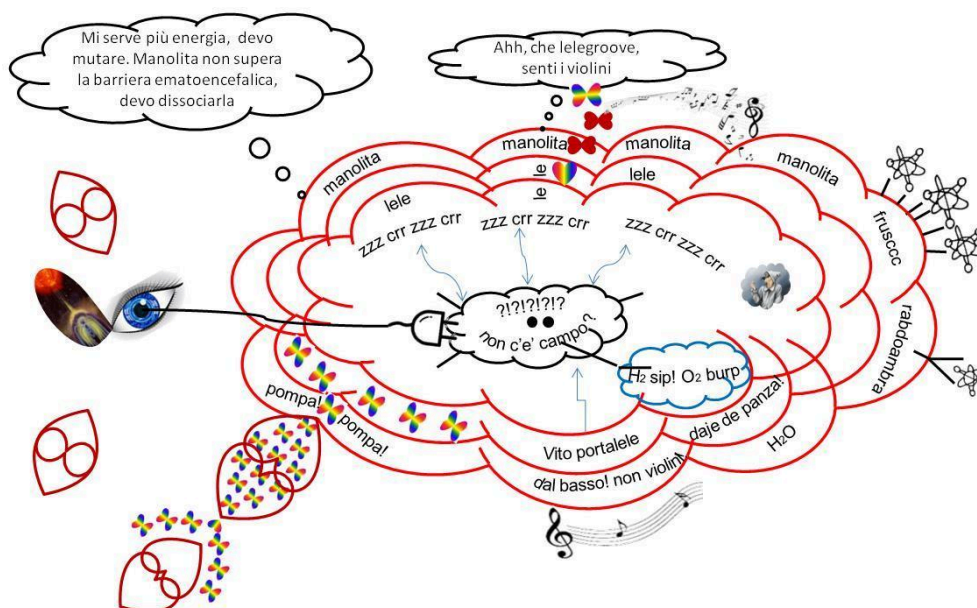 Mi serve più energia, devo
mutare. Manolita non supera
la barriera ematoencefalica,
devo dissociarla
Ahh, che lelegroove,
senti i violini
manolita
manolita
manolita
manolita
le le
le le
lele
lele
zzz crr zzz crr
zzz crr zzz crr
zzz crr zzz crr
frusccc
rabdoambra
?!?!?!?!?
non c'e' campo?
H2 sip! O2 burp
pompa!
pompa!
Vito portalele
daje de panza!
H2O
dal basso! non violini